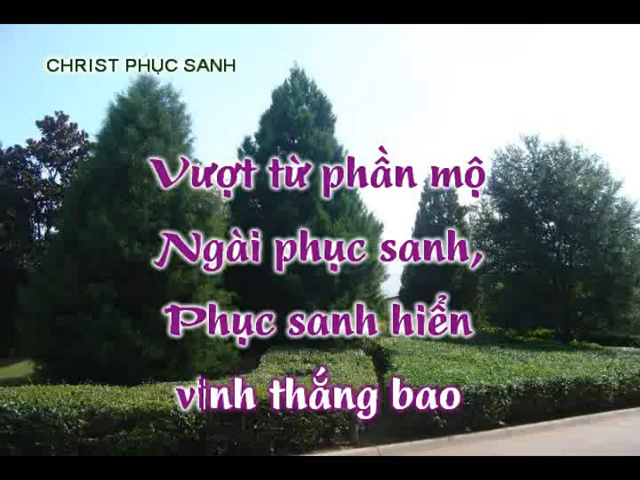 CHRIST PHỤC SANH
Vượt từ phần mộ
Ngài phục sanh,
Phục sanh hiển
vinh thắng bao